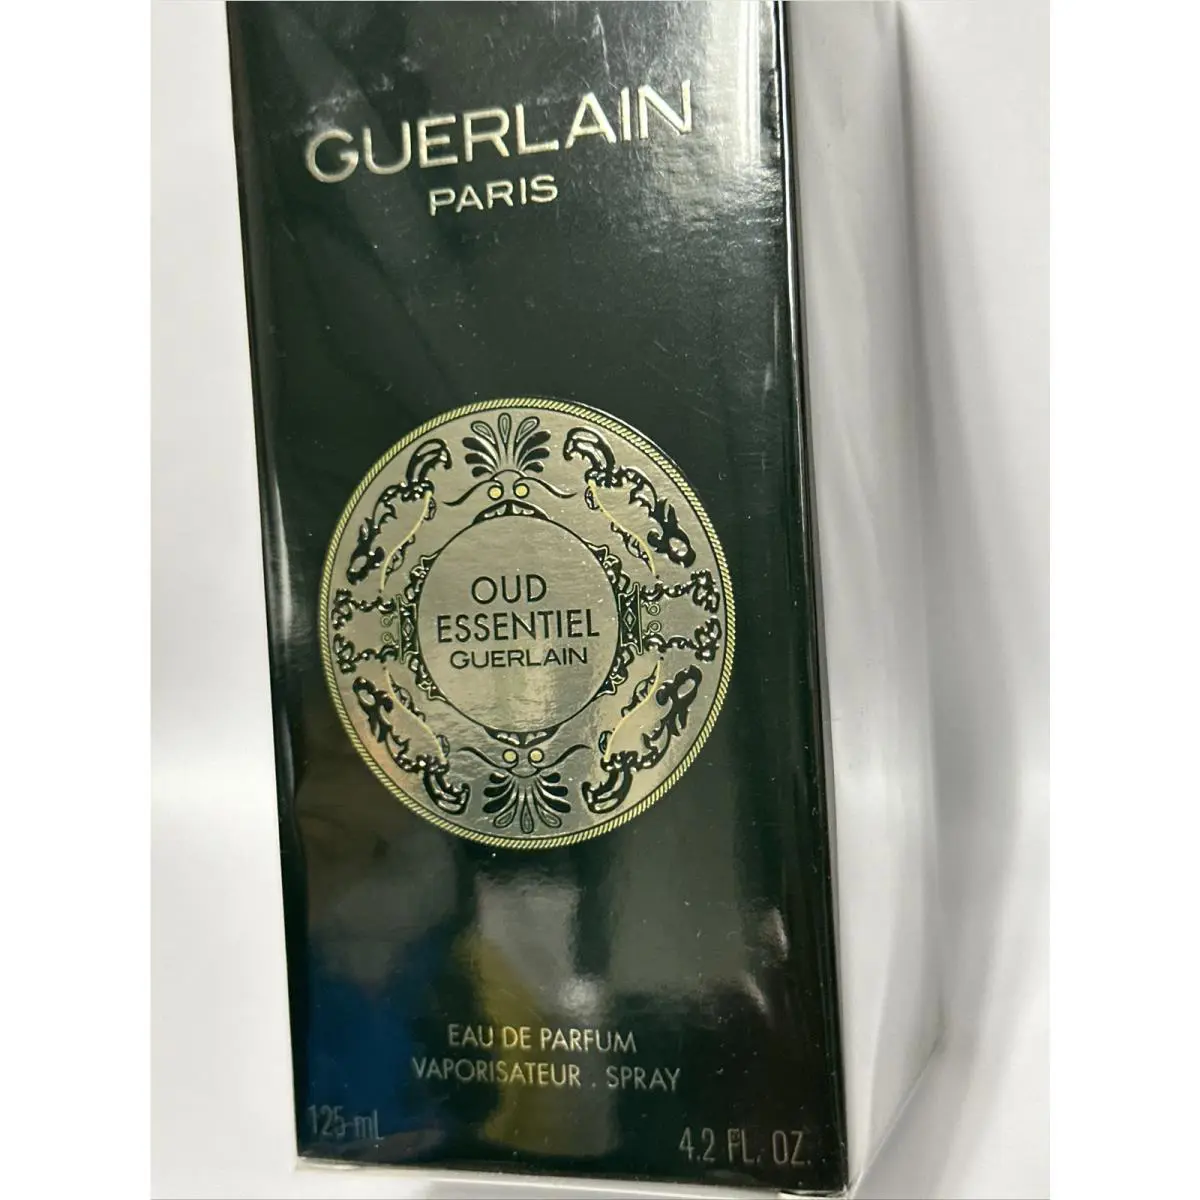 GUERLAIN
PARIS
OUD
ESSENTIEL
GUERLAIN
EAU DE PARFUM
VAPORISATEUR . SPRAY
125 mL
4.2 FL. OZ.